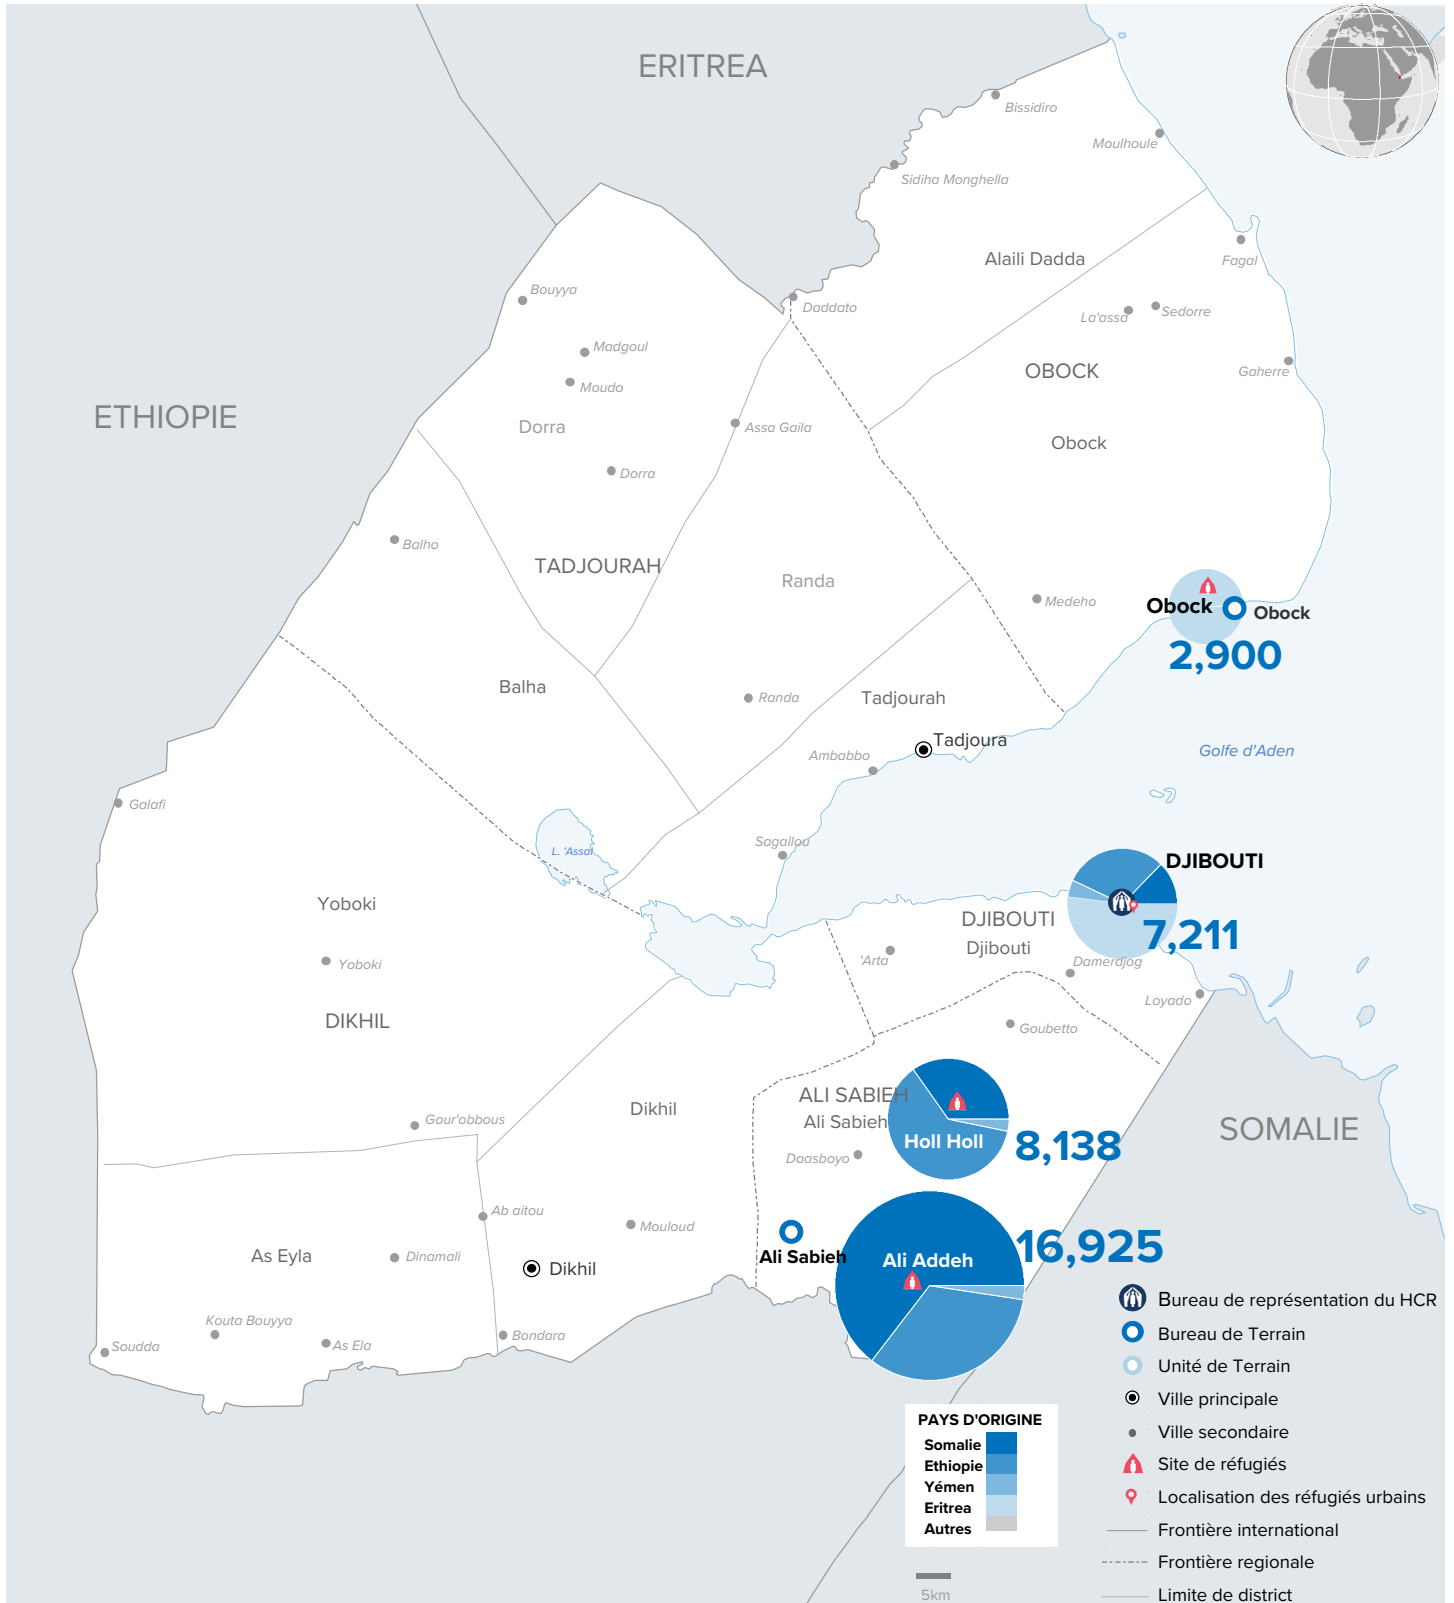 ERITREA
Bissidiro
Moulhoule
Sidiha Monghella
Alaili Dadda
Fagal
Bouyya
Daddato
La'assa
Sedorre
Madgoul
Moudo
OBOCK
Gaherre
ETHIOPIE
Dorra
Assa Gaila
Obock
Dorra
Balho
TADJOURAH
Randa
Medeho
Obock
Obock
2,900
Balha
Randa
Tadjourah
Tadjoura
Ambabbo
Golfe d'Aden
Galafi
Sagallou
L. 'Assal
DJIBOUTI
Yoboki
DJIBOUTI
7,211
Djibouti
'Arta
Damerdjog
Yoboki
Loyado
DIKHIL
Goubetto
ALI SABIEH
Dikhil
Ali Sabieh
Gour'obbous
SOMALIE
Holl Holl
8,138
Daasboyo
Ab aitou
Mouloud
As Eyla
Dinamali
Ali Sabieh
Ali Addeh
16,925
Dikhil
Kouta Bouyya
Soudda
As Ela
Bondara
Bureau de représentation du HCR
Bureau de Terrain
Unité de Terrain
Ville principale
Ville secondaire
Site de réfugiés
Localisation des réfugiés urbains
Frontière international
Frontière regionale
Limite de district
PAYS D'ORIGINE
Somalie
Ethiopie
Yémen
Eritrea
Autres
5km